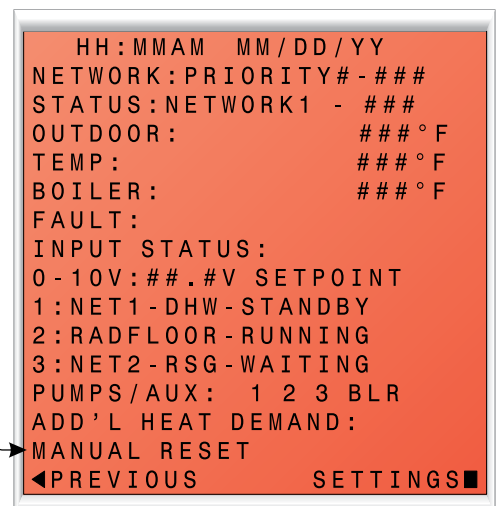 HH:MMAM MM/DD/YY
NETWORK:PRIORITY#-###
STATUS:NETWORK1 - ###
OUTDOOR: ###°F
TEMP: ###°F
BOILER: ###°F
FAULT:
INPUT STATUS:
0-10V:##.#V SETPOINT
1:NET1-DHW-STANDBY
2:RADFLOOR-RUNNING
3:NET2-RSG-WAITING
PUMPS/AUX: 1 2 3 BLR
ADD'L HEAT DEMAND:
MANUAL RESET
◀PREVIOUS SETTINGS■